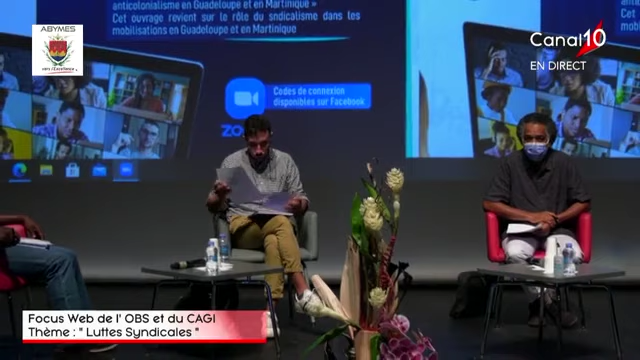 anticolonialisme en Guadeloupe et en Martinique »
Cet ouvrage revient sur le rôle du sndicalisme dans les
mobilisations en Guadeloupe et en Martinique
ABYMES
Canal10
EN DIRECT
Codes de connexion
disponibles sur Facebook
Focus Web de l' OBS et du CAGI
Thème : " Luttes Syndicales "